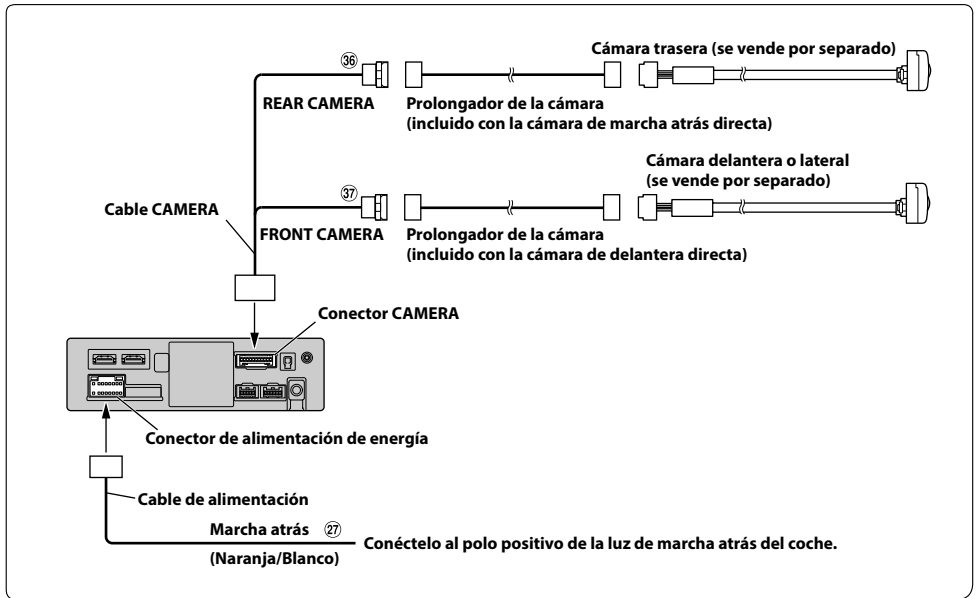 Cámara trasera (se vende por separado)
㊱
REAR CAMERA
Prolongador de la cámara
(incluido con la cámara de marcha atrás directa)
Cámara delantera o lateral
(se vende por separado)
㊲
Cable CAMERA
FRONT CAMERA
Prolongador de la cámara
(incluido con la cámara de delantera directa)
Conector CAMERA
Conector de alimentación de energía
Cable de alimentación
Marcha atrás ㉗
(Naranja/Blanco)
Conéctelo al polo positivo de la luz de marcha atrás del coche.